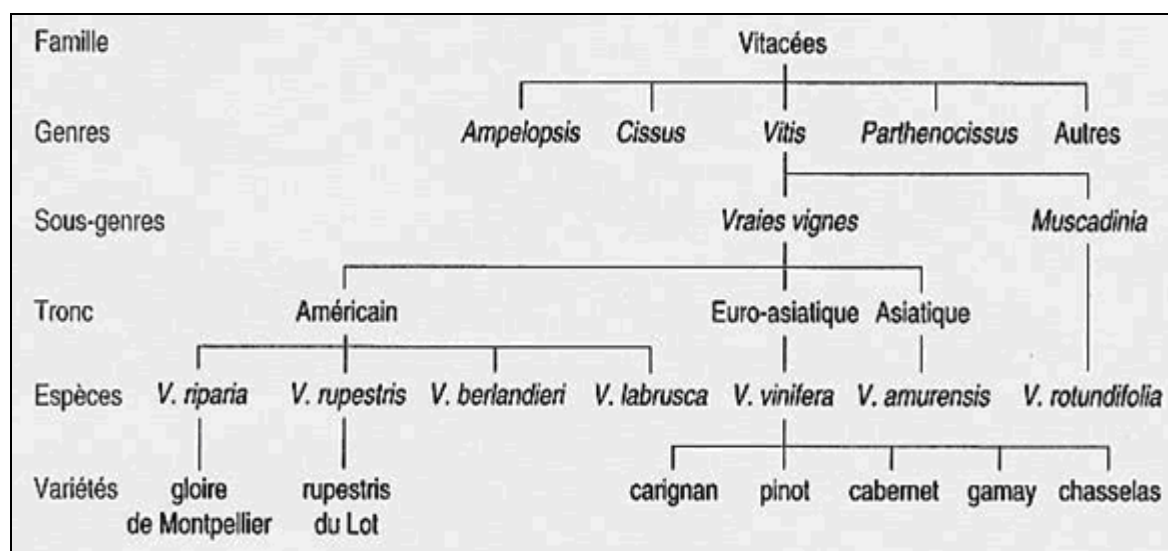 Famille Vitacées
Genres Ampelopsis Cissus Vitis Parthenocissus Autres
Sous-genres Vraies vignes Muscadinia
Tronc Américain Euro-asiatique Asiatique
Espèces V. riparia V. rupestris V. berlandieri V. labrusca V. vinifera V. amurensis V. rotundifolia
Variétés gloire rupestris carignan pinot cabernet gamay chasselas
de Montpellier du Lot